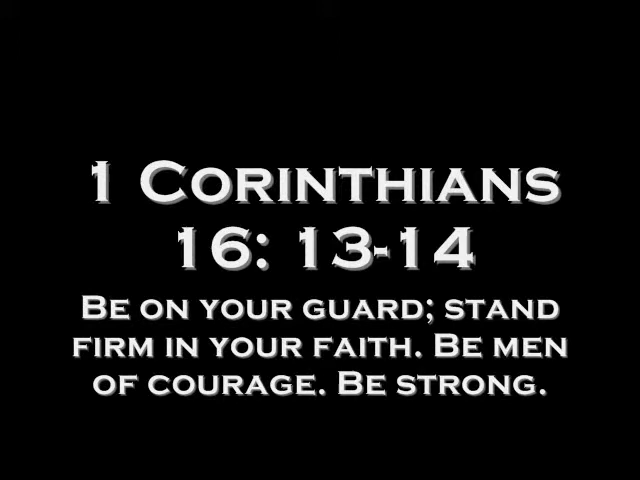 1 Corinthians
16: 13-14
Be on your guard; stand
firm in your faith. Be men
of courage. Be strong.